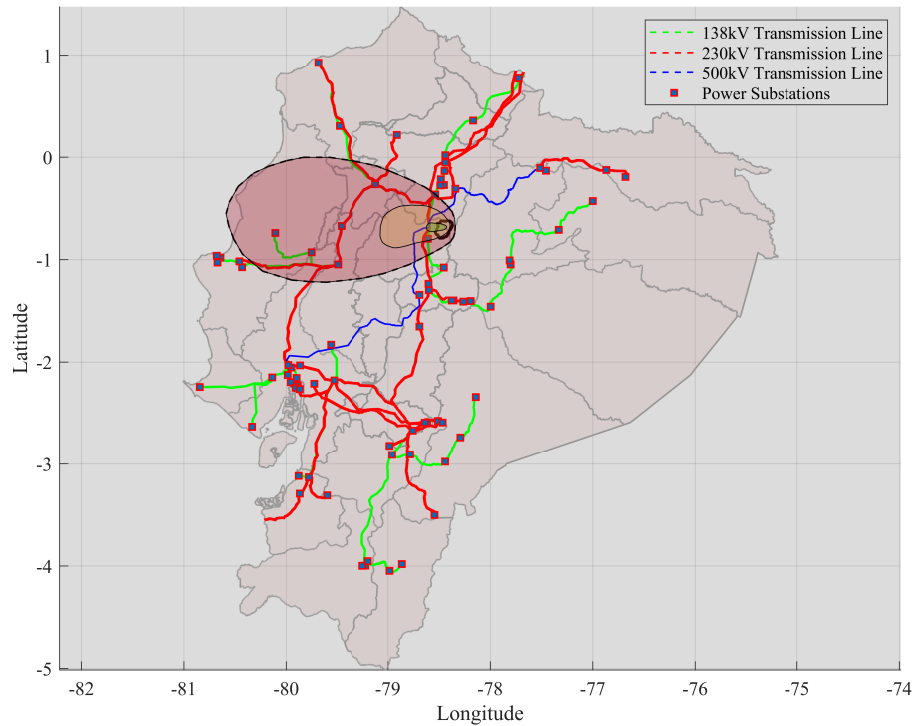 138kV Transmission Line
230kV Transmission Line
500kV Transmission Line
Power Substations
1
0
-1
-2
-3
-4
-5
Latitude
-82
-81
-80
-79
-78
-77
-76
-75
-74
Longitude